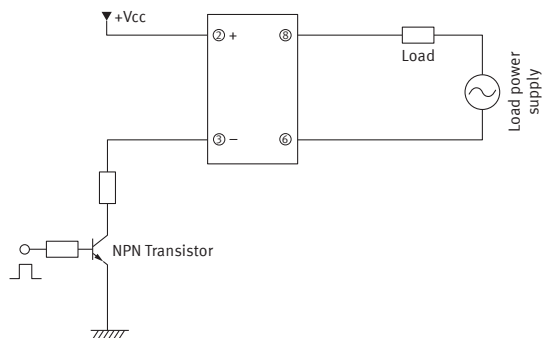 +Vcc
② +
⑧
Load
Load power
supply
③ −
⑥
NPN Transistor